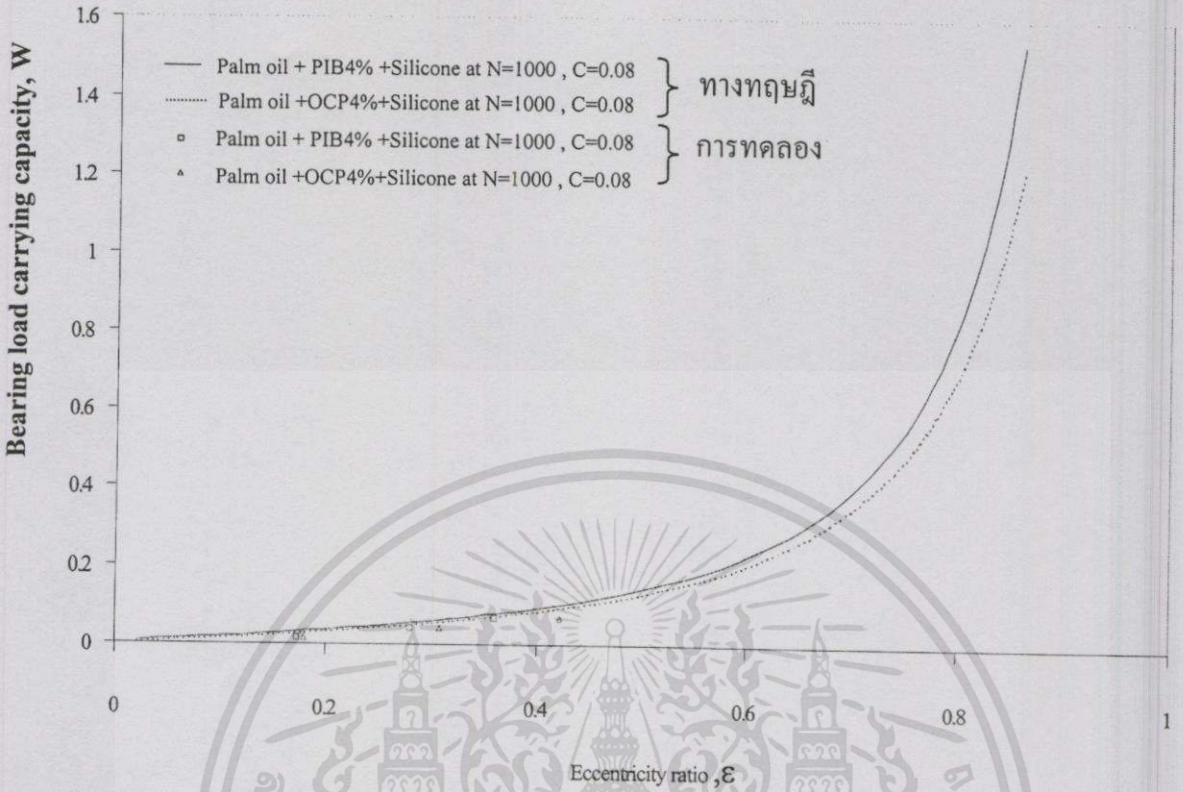 1.6
1.4
1.2
1
0.8
0.6
0.4
0.2
0
Bearing load carrying capacity, W
Palm oil + PIB4% +Silicone at N=1000 , C=0.08
Palm oil +OCP4%+Silicone at N=1000 , C=0.08
ทางทฤษฎี
Palm oil + PIB4% +Silicone at N=1000 , C=0.08
Palm oil +OCP4%+Silicone at N=1000 , C=0.08
การทดลอง
0 0.2 0.4 0.6 0.8 1
Eccentricity ratio ,ε